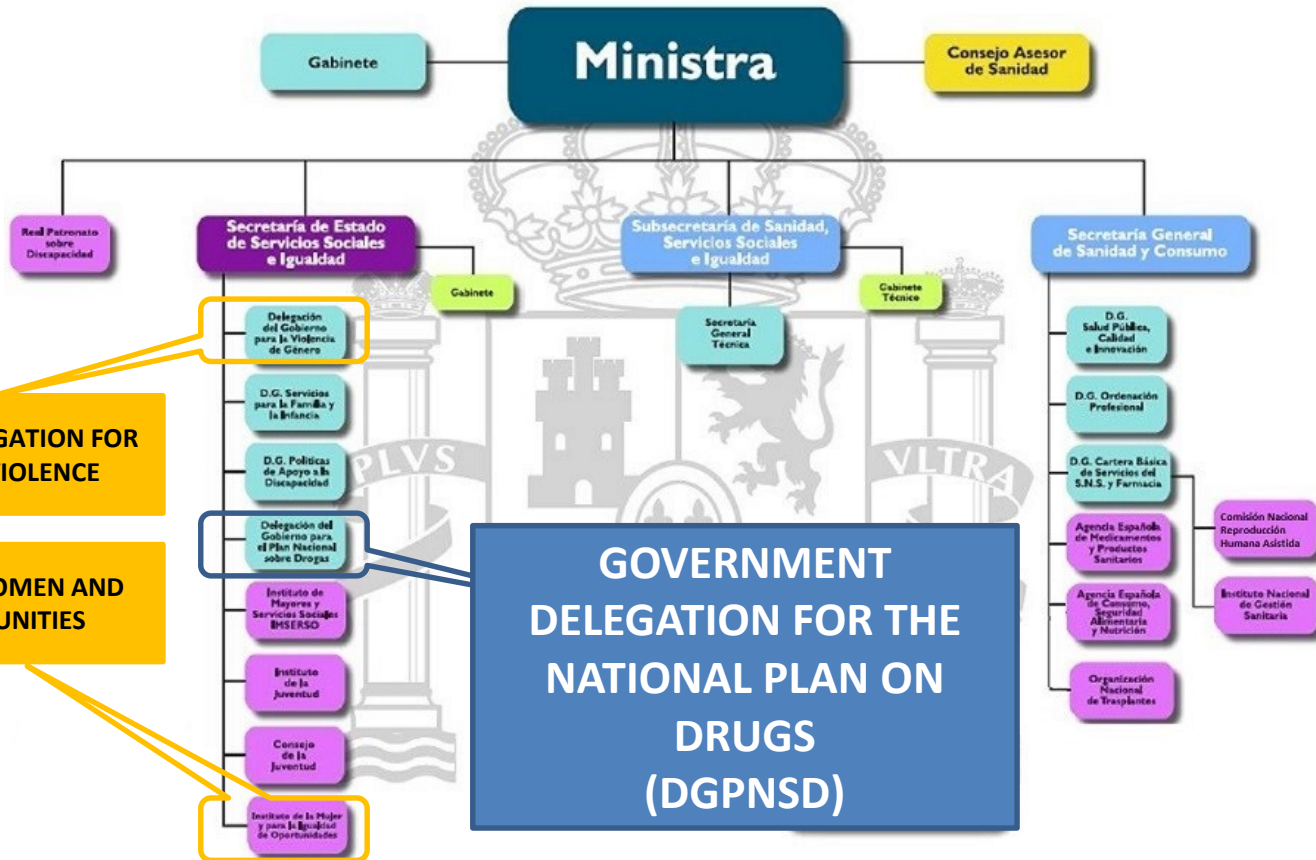 Gabinete
Ministra
Consejo Asesor
de Sanidad
Real Patronato
sobre
Discapacidad
Secretaría de Estado
de Servicios Sociales
e Igualdad
Gabinete
Subsecretaría de Sanidad,
Servicios Sociales
e Igualdad
Gabinete
Técnico
Secretaría
General
Técnica
Secretaría General
de Sanidad y Consumo
Delegación
del Gobierno
para la Violencia
de Género
D.G. Servicios
para la Familia y
la Infancia
D.G. Políticas
de Apoyo a la
Discapacidad
Delegación del
Gobierno para
el Plan Nacional
sobre Drogas
Instituto de
Mayores y
Servicios Sociales
IMSERSO
Instituto
de la
Juventud
Consejo
de la
Juventud
Instituto de la Mujer
y para la Igualdad
de Oportunidades
D.G.
Salud Pública,
Calidad
e Innovación
D.G. Ordenación
Profesional
D.G. Cartera Básica
de Servicios del
S.N.S. y Farmacia
Agencia Española
de Medicamentos
y Productos
Sanitarios
Agencia Española
de Consumo,
Seguridad
Alimentaria
y Nutrición
Organización
Nacional
de Trasplantes
Comisión Nacional
Reproducción
Humana Asistida
Instituto Nacional
de Gestión
Sanitaria
GATION FOR
VIOLENCE
OMEN AND
UNITIES
GOVERNMENT
DELEGATION FOR THE
NATIONAL PLAN ON
DRUGS
(DGPNSD)
PLVS
VLTRA